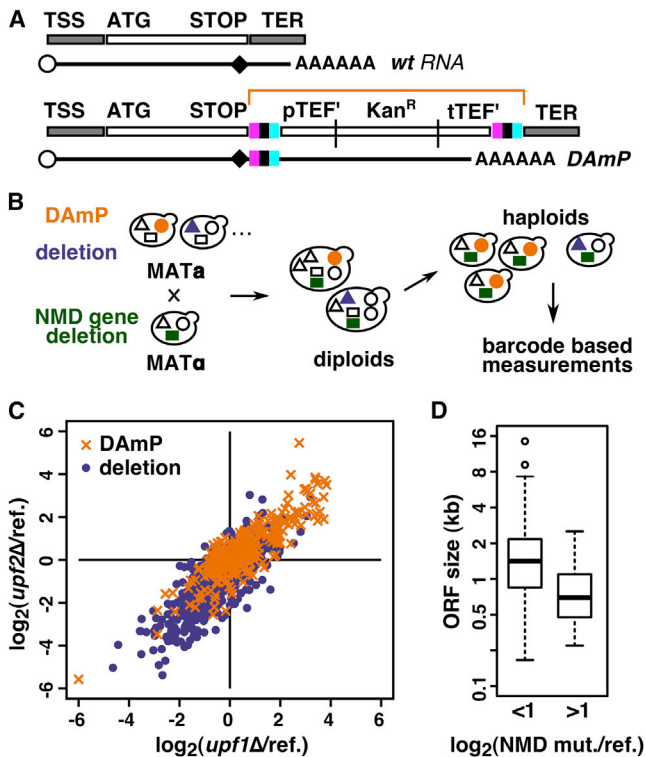 A
TSS ATG STOP TER
AAAAAA wt RNA
TSS ATG STOP pTEF' Kanᴿ tTEF' TER
AAAAAA DAmP
B
DAmP
deletion
...
MATa
×
NMD gene
deletion
MATα
diploids
haploids
barcode based
measurements
C
6
4
2
0
-2
-4
-6
× DAmP
deletion
log₂(upf2Δ/ref.)
-6 -4 -2 0 2 4 6
log₂(upf1Δ/ref.)
D
16
8
4
2
1
0.5
0.1
ORF size (kb)
<1 >1
log₂(NMD mut./ref.)